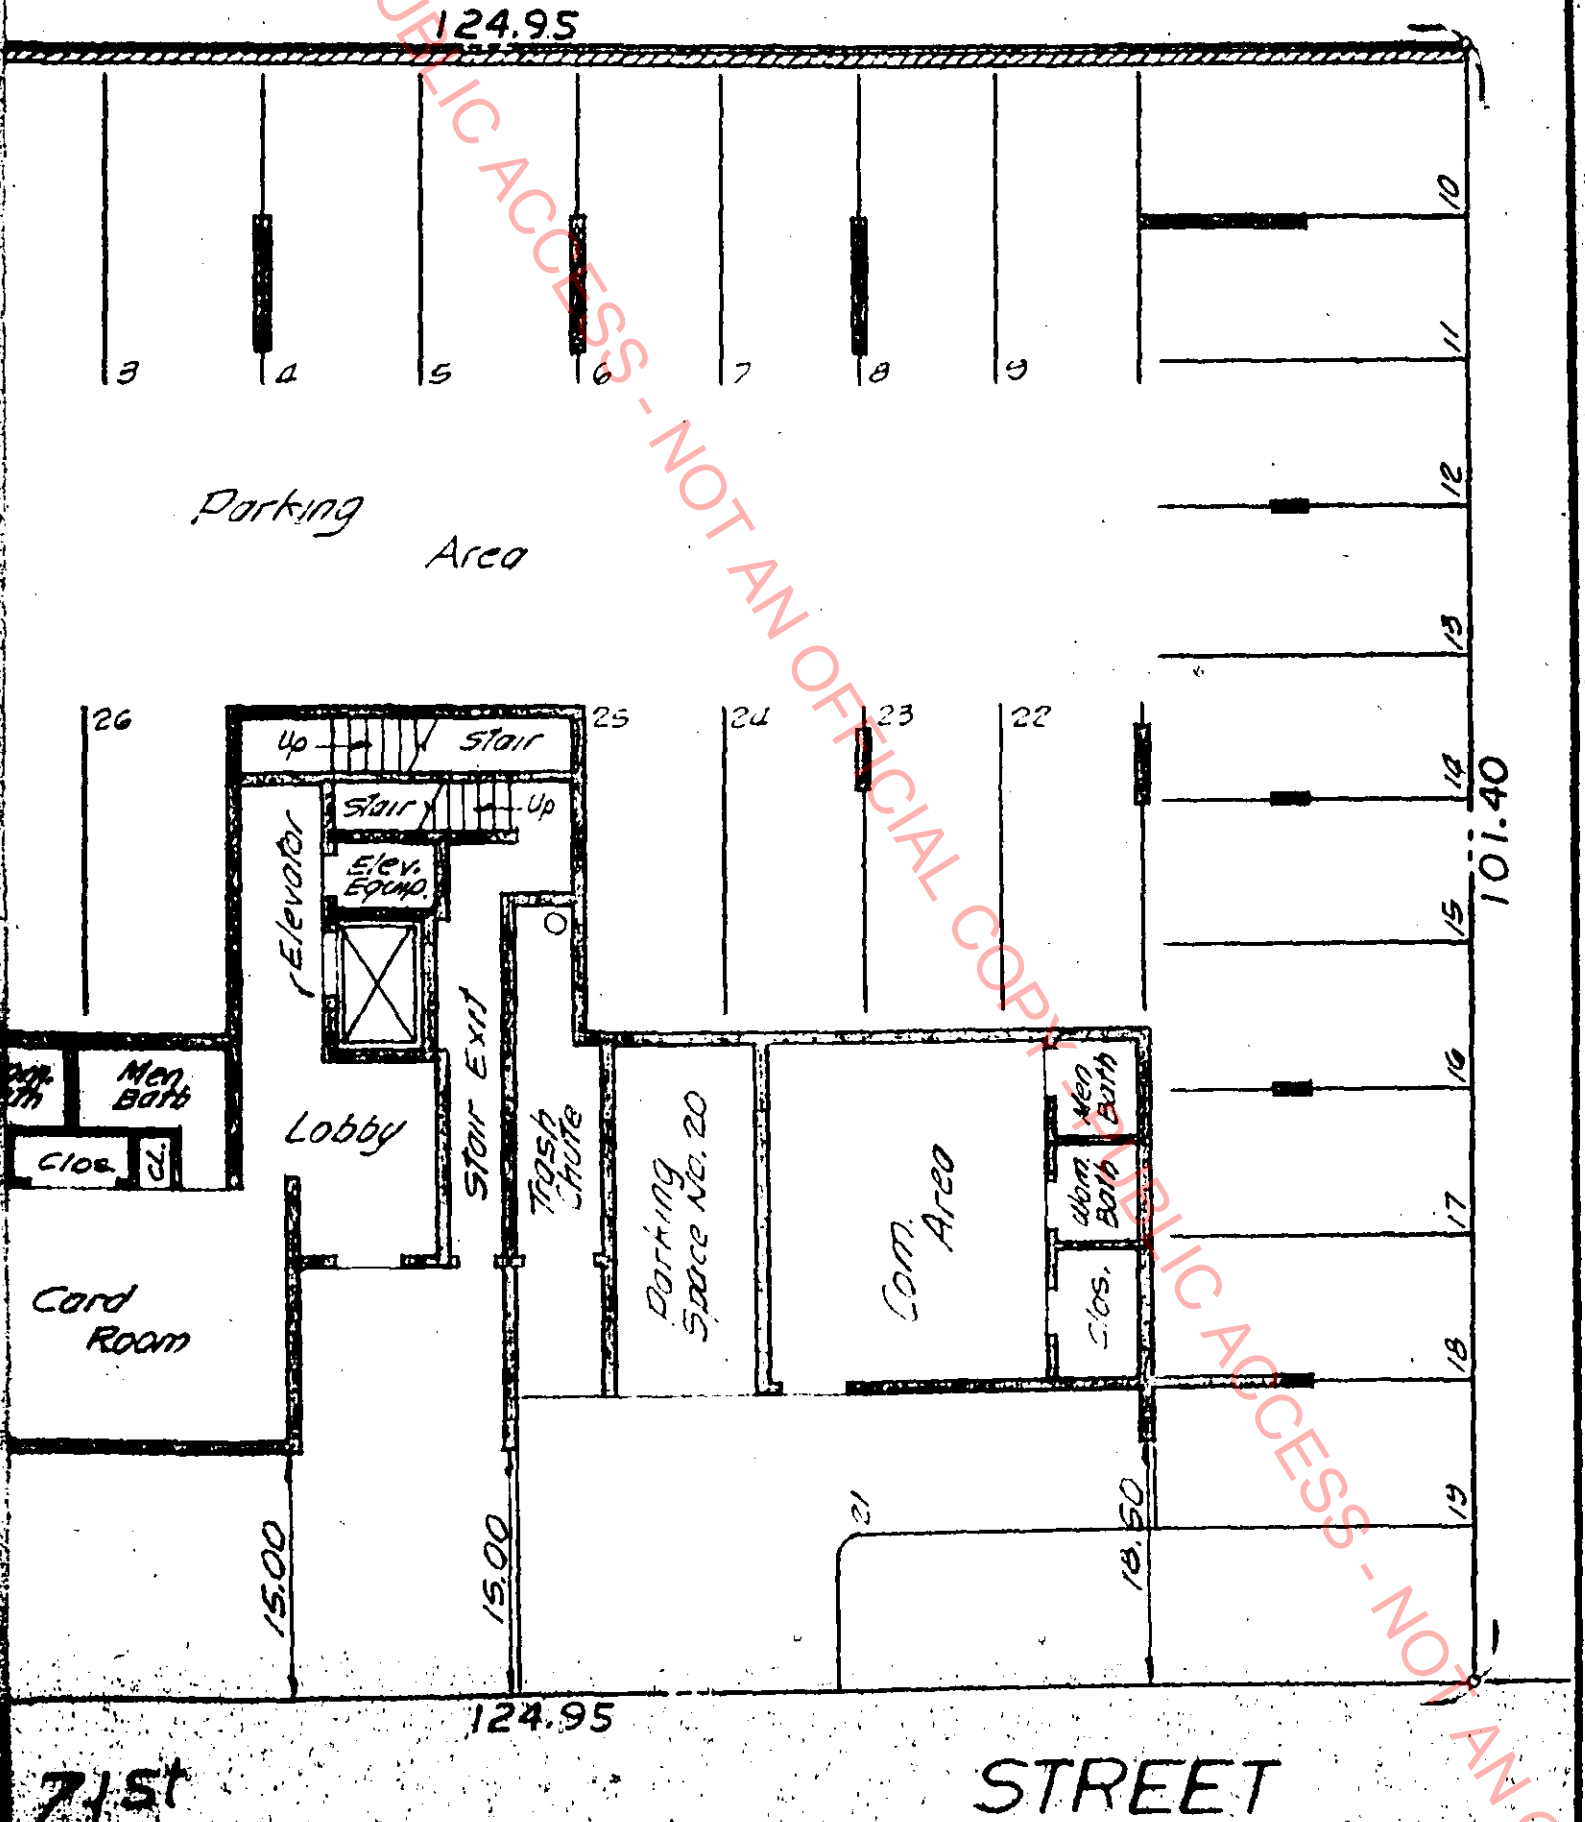 124.95
10
11
3
4
5
6
7
8
9
12
Parking
Area
13
26
25
24
23
22
Up
Stair
Stair
Up
14
101.40
Elevator
Elev.
Equip.
15
Stair Exit
Men
Bath
Men
Bath
16
Lobby
Trash
Chute
Parking
Space No. 20
Com.
Area
Clos.
Cl.
Wom.
Bath
17
Card
Room
Clos.
18
21
19
15.00
15.00
18.50
124.95
71st
STREET
PUBLIC ACCESS - NOT AN OFFICIAL COPY - PUBLIC ACCESS - NOT AN